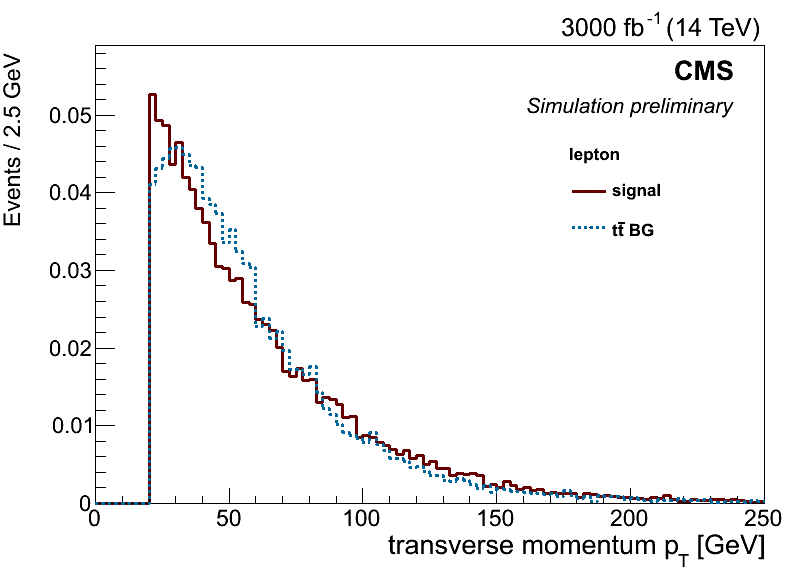 3000 fb⁻¹ (14 TeV)
CMS
Simulation preliminary
lepton
signal
tt̄ BG
Events / 2.5 GeV
0.05
0.04
0.03
0.02
0.01
0
0 50 100 150 200 250
transverse momentum p_T [GeV]